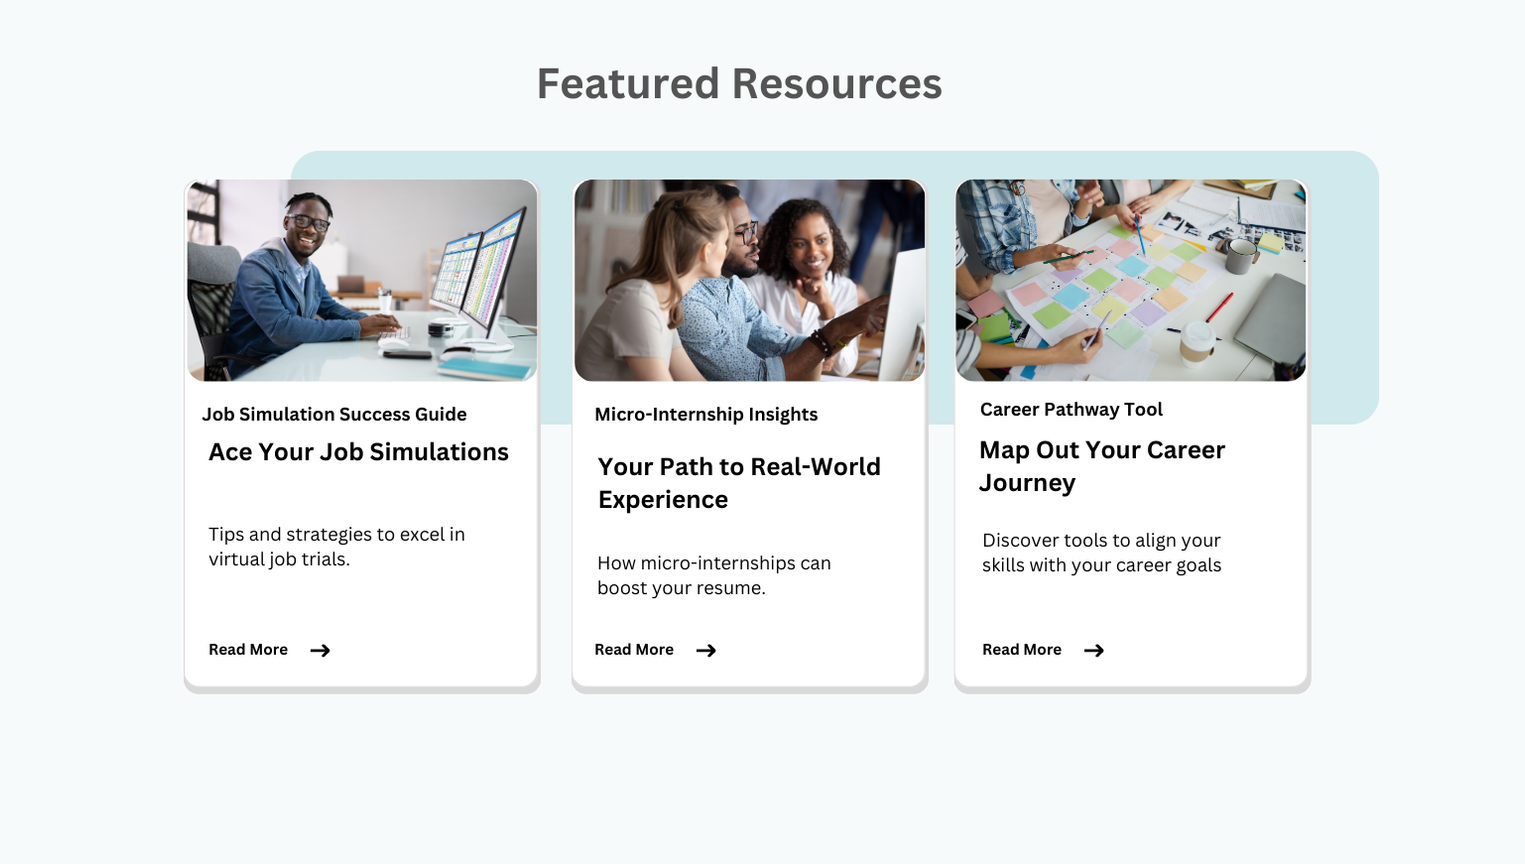 Featured Resources
Job Simulation Success Guide
Ace Your Job Simulations
Tips and strategies to excel in
virtual job trials.
Read More
Micro-Internship Insights
Your Path to Real-World
Experience
How micro-internships can
boost your resume.
Read More
Career Pathway Tool
Map Out Your Career
Journey
Discover tools to align your
skills with your career goals
Read More